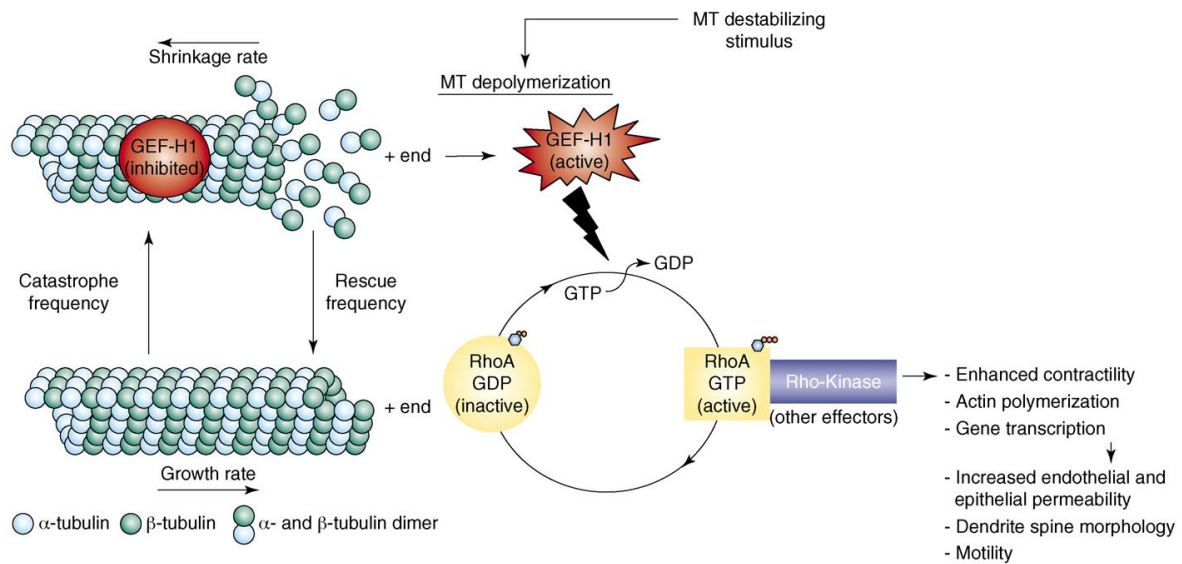 MT destabilizing
stimulus
Shrinkage rate
MT depolymerization
GEF-H1
(inhibited)
+ end
GEF-H1
(active)
Catastrophe
frequency
Rescue
frequency
GTP
GDP
RhoA
GDP
(inactive)
RhoA
GTP
(active)
Rho-Kinase
(other effectors)
+ end
Growth rate
α-tubulin
β-tubulin
α- and β-tubulin dimer
- Enhanced contractility
- Actin polymerization
- Gene transcription
- Increased endothelial and
epithelial permeability
- Dendrite spine morphology
- Motility